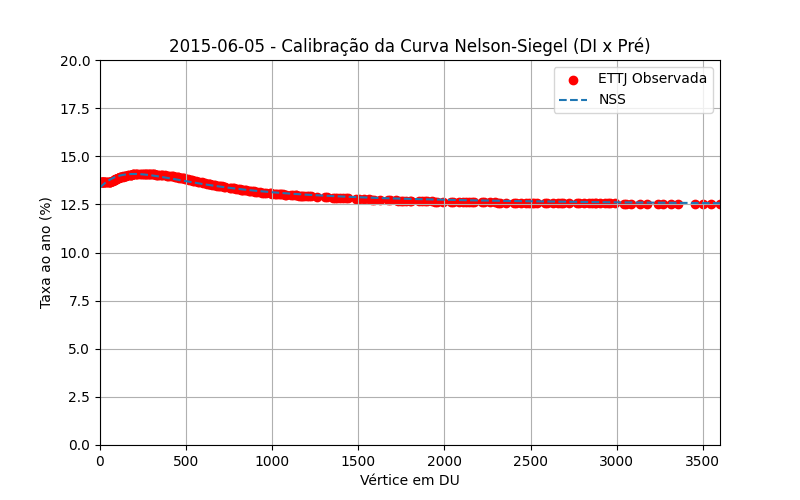 2015-06-05 - Calibração da Curva Nelson-Siegel (DI x Pré)
ETTJ Observada
NSS
Taxa ao ano (%)
20.0
17.5
15.0
12.5
10.0
7.5
5.0
2.5
0.0
0 500 1000 1500 2000 2500 3000 3500
Vértice em DU